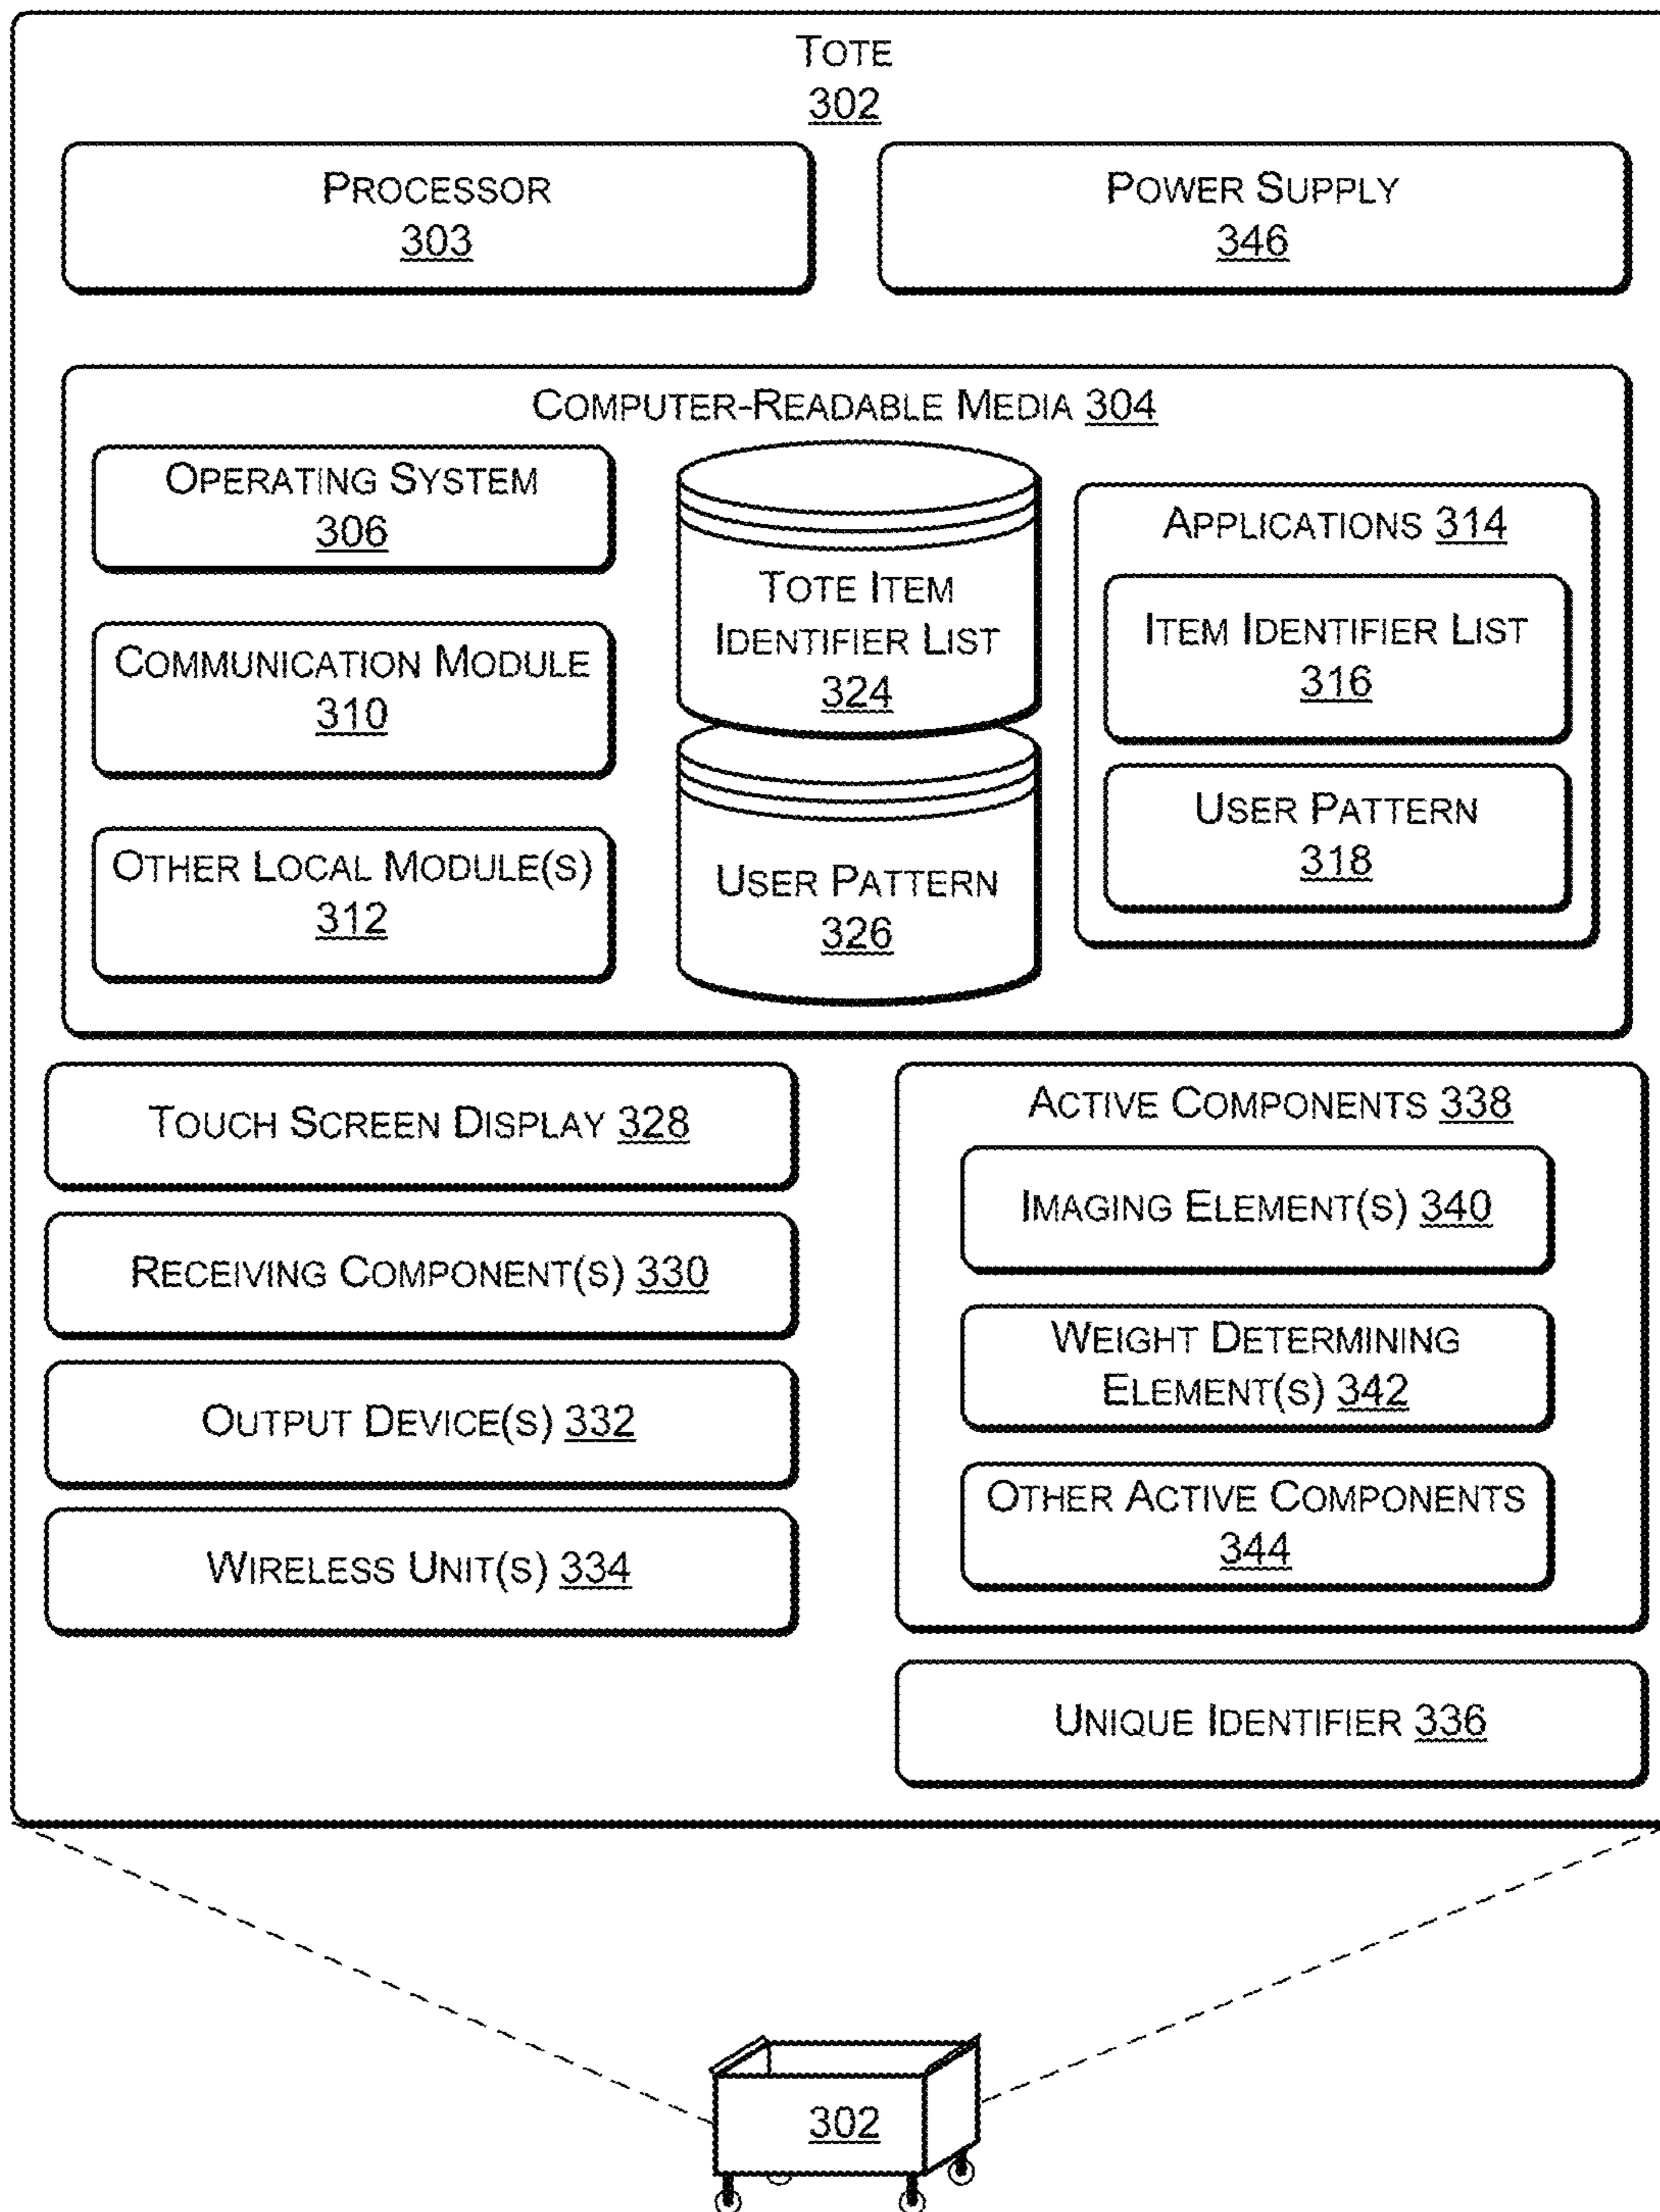 TOTE
302
PROCESSOR
303
POWER SUPPLY
346
COMPUTER-READABLE MEDIA 304
OPERATING SYSTEM
306
COMMUNICATION MODULE
310
OTHER LOCAL MODULE(S)
312
TOTE ITEM
IDENTIFIER LIST
324
USER PATTERN
326
APPLICATIONS 314
ITEM IDENTIFIER LIST
316
USER PATTERN
318
TOUCH SCREEN DISPLAY 328
RECEIVING COMPONENT(S) 330
OUTPUT DEVICE(S) 332
WIRELESS UNIT(S) 334
ACTIVE COMPONENTS 338
IMAGING ELEMENT(S) 340
WEIGHT DETERMINING
ELEMENT(S) 342
OTHER ACTIVE COMPONENTS
344
UNIQUE IDENTIFIER 336
302